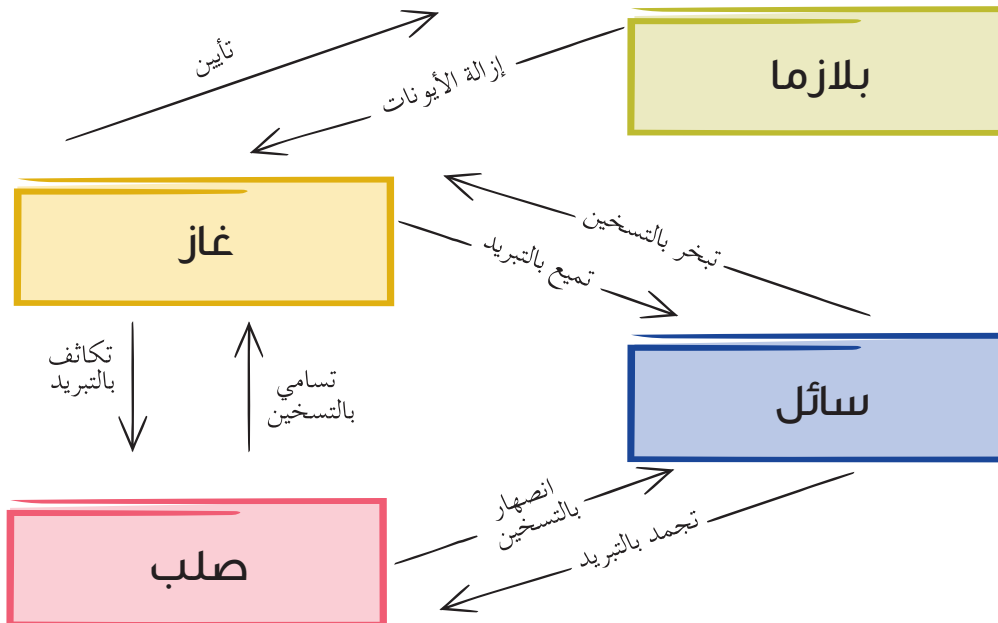 بلازما
تأيين
إزالة الأيونات
غاز
تبخر بالتسخين
تميع بالتبريد
سائل
تكاثف
بالتبريد
تسامي
بالتسخين
انصهار
بالتسخين
تجمد بالتبريد
صلب